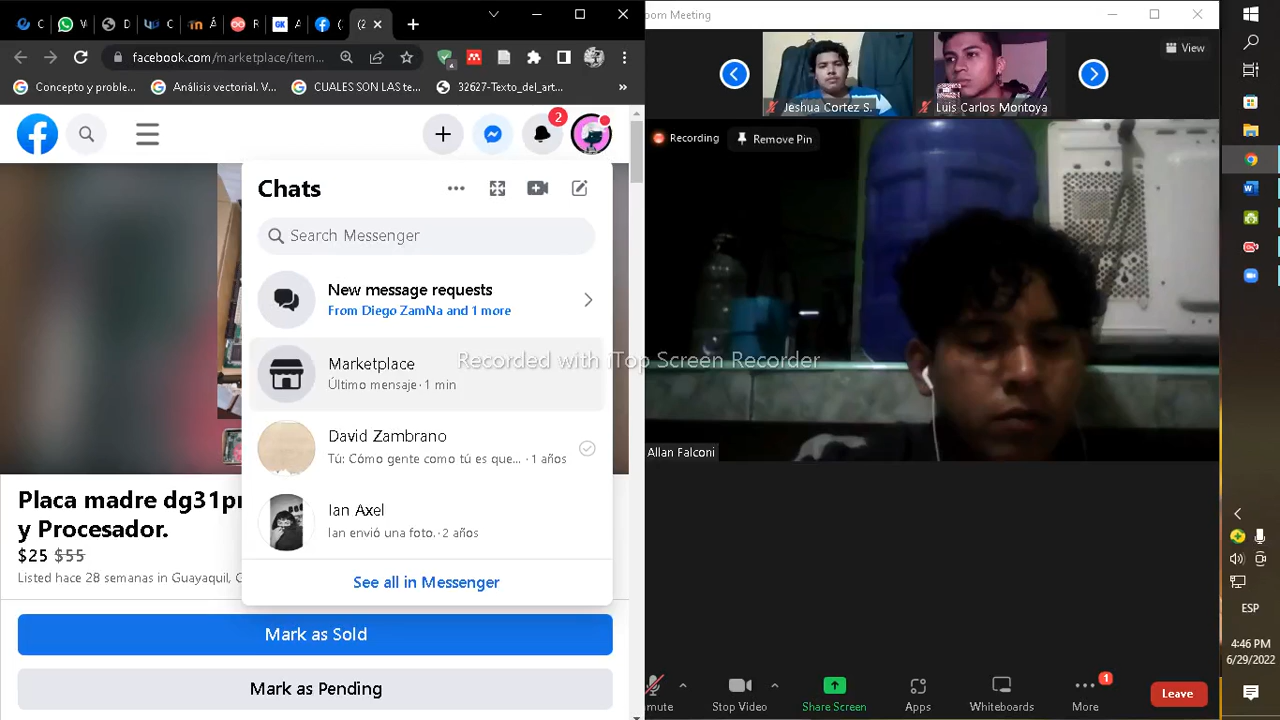 facebook.com/marketplace/item...
Concepto y proble...
Análisis vectorial. V...
CUALES SON LAS te...
32627-Texto_del_art...
»
2
Chats
Search Messenger
New message requests
From Diego ZamNa and 1 more
Marketplace
Último mensaje · 1 min
David Zambrano
Tú: Cómo gente como tú es que... · 1 años
Ian Axel
Ian envió una foto. · 2 años
See all in Messenger
Placa madre dg31pr
y Procesador.
$25 $55
Listed hace 28 semanas in Guayaquil, G
Mark as Sold
Mark as Pending
Recorded with iTop Screen Recorder
oom Meeting
View
Jeshua Cortez S.
Luis Carlos Montoya
Recording
Remove Pin
Allan Falconi
mute
Stop Video
Share Screen
Apps
Whiteboards
1
More
Leave
ESP
4:46 PM
6/29/2022